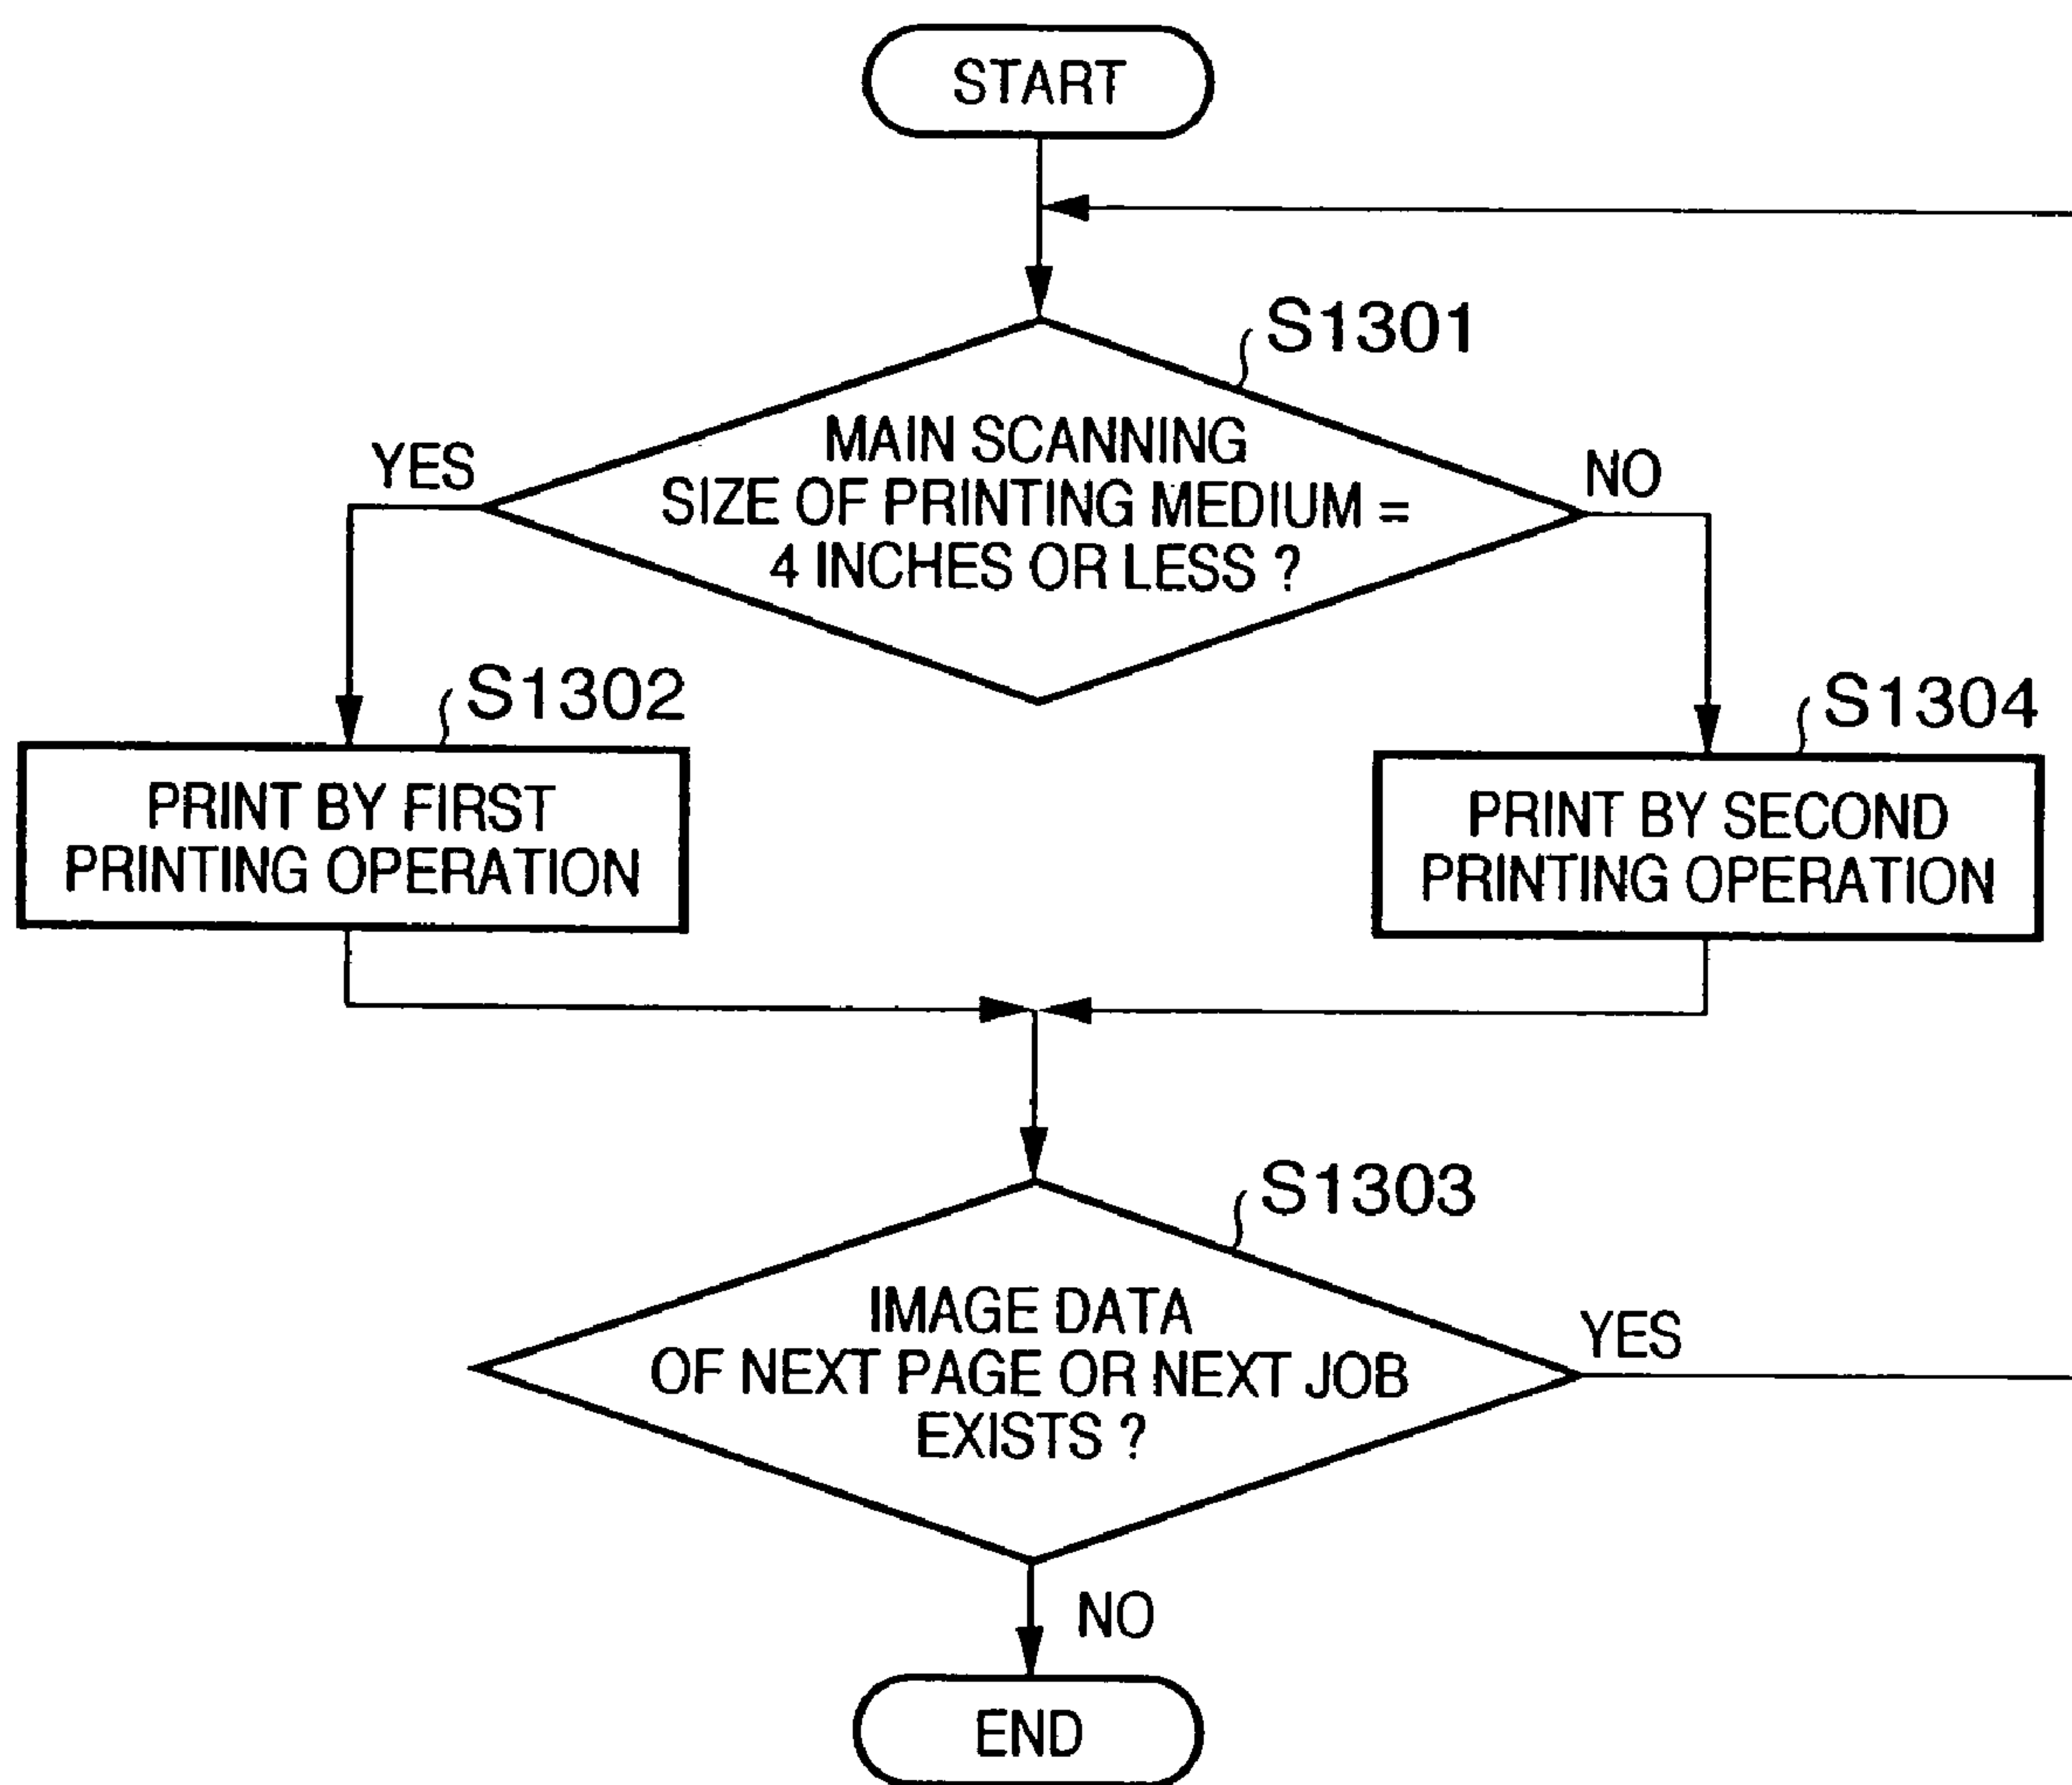 START
S1301
MAIN SCANNING
SIZE OF PRINTING MEDIUM =
4 INCHES OR LESS ?
YES
NO
S1302
PRINT BY FIRST
PRINTING OPERATION
S1304
PRINT BY SECOND
PRINTING OPERATION
S1303
IMAGE DATA
OF NEXT PAGE OR NEXT JOB
EXISTS ?
YES
NO
END